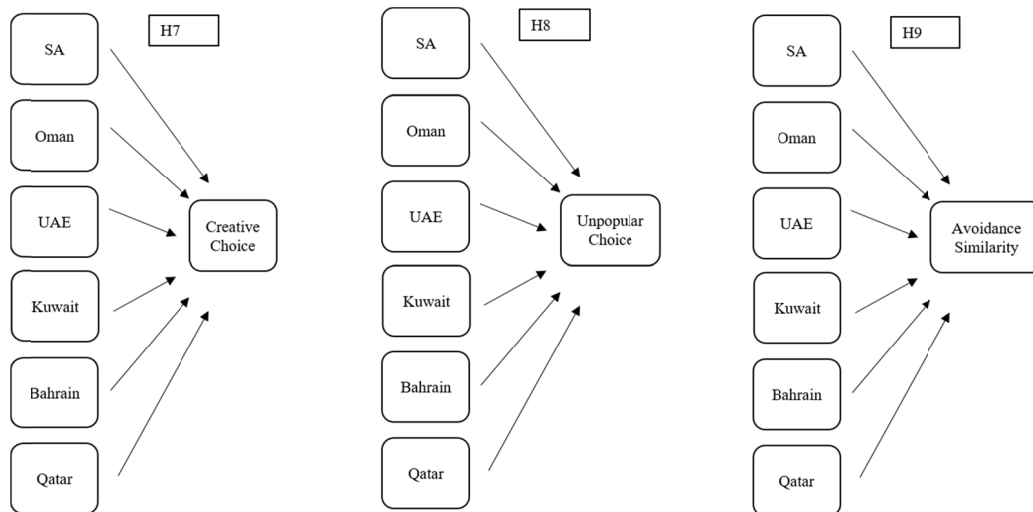 H7
SA
Oman
UAE
Kuwait
Bahrain
Qatar
Creative
Choice
H8
SA
Oman
UAE
Kuwait
Bahrain
Qatar
Unpopular
Choice
H9
SA
Oman
UAE
Kuwait
Bahrain
Qatar
Avoidance
Similarity